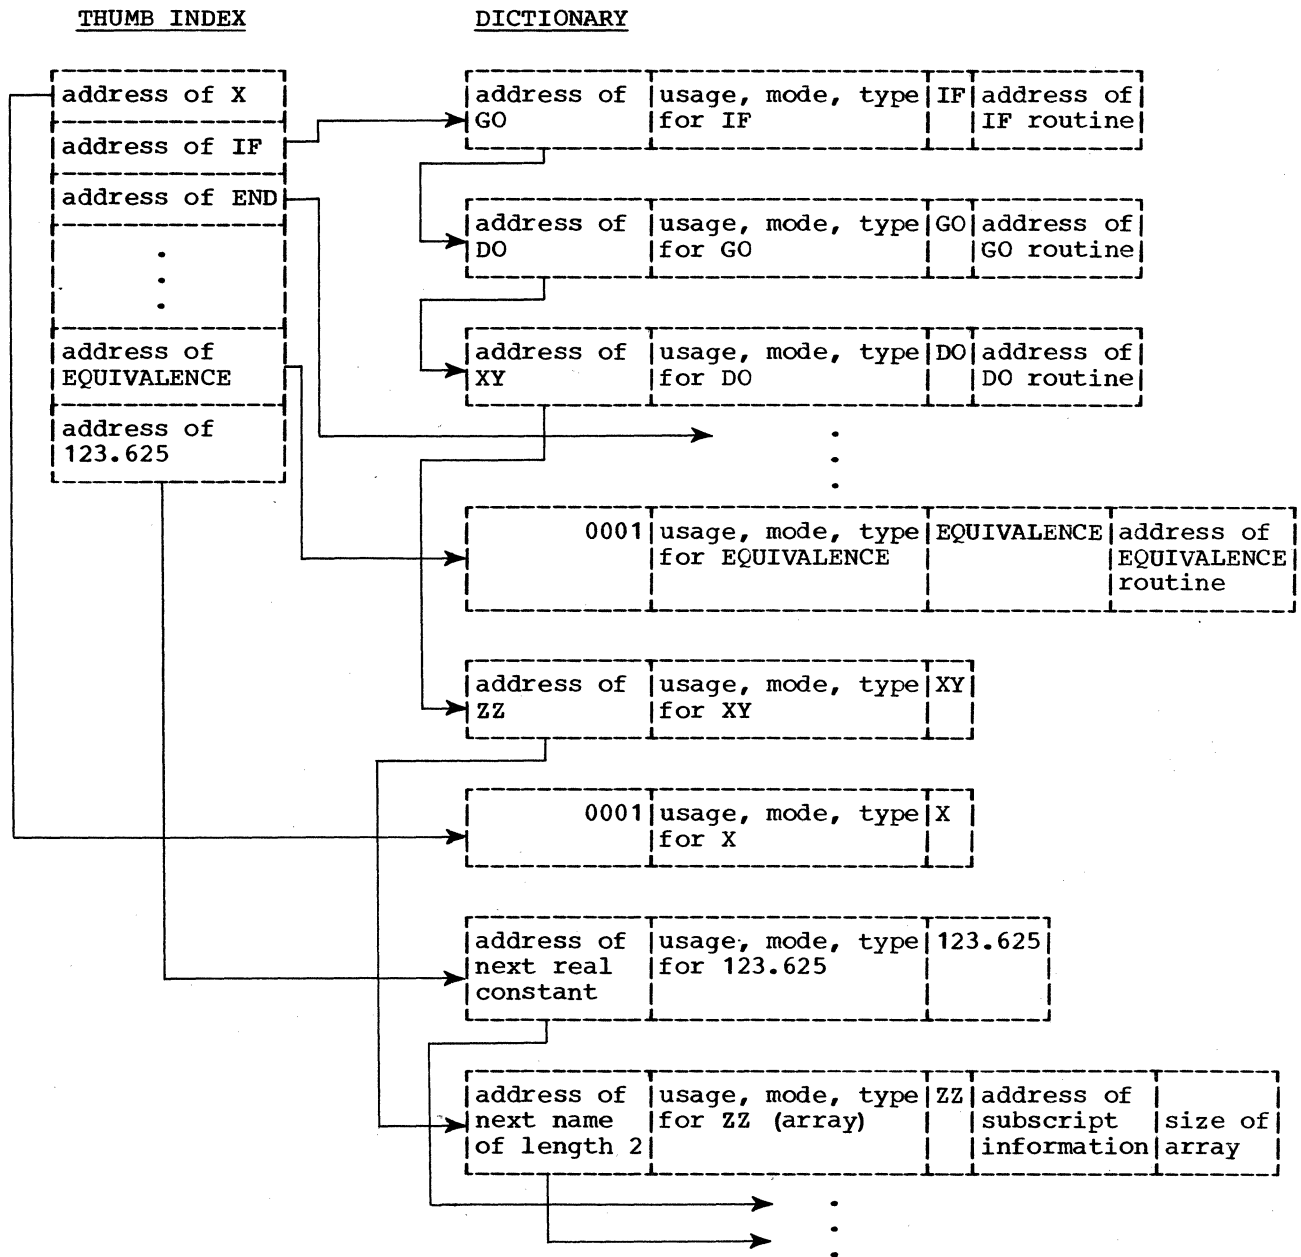 THUMB INDEX
DICTIONARY
address of X
address of IF
address of END
.
.
.
address of
EQUIVALENCE
address of
123.625
address of
GO
usage, mode, type
for IF
IF
address of
IF routine
address of
DO
usage, mode, type
for GO
GO
address of
GO routine
address of
XY
usage, mode, type
for DO
DO
address of
DO routine
.
.
.
0001
usage, mode, type
for EQUIVALENCE
EQUIVALENCE
address of
EQUIVALENCE
routine
address of
ZZ
usage, mode, type
for XY
XY
0001
usage, mode, type
for X
X
address of
next real
constant
usage, mode, type
for 123.625
123.625
address of
next name
of length 2
usage, mode, type
for ZZ (array)
ZZ
address of
subscript
information
size of
array
.
.
.